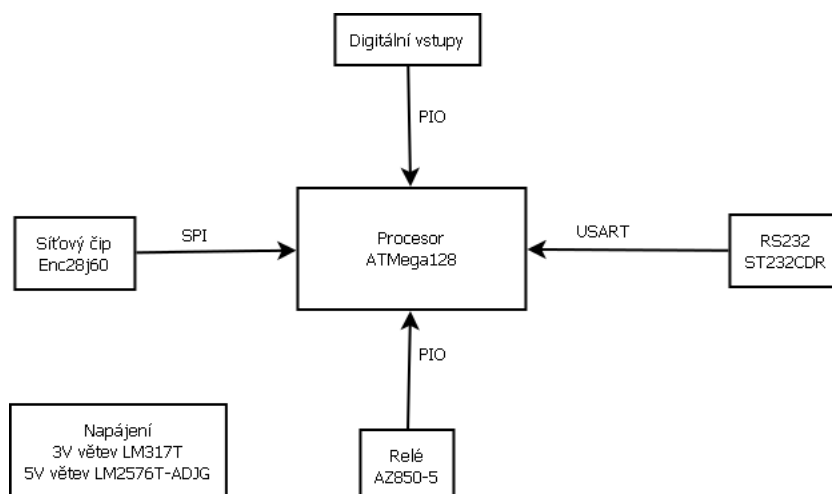 Digitální vstupy
PIO
Síťový čip
Enc28j60
SPI
Procesor
ATMega128
USART
RS232
ST232CDR
PIO
Napájení
3V větev LM317T
5V větev LM2576T-ADJG
Relé
AZ850-5